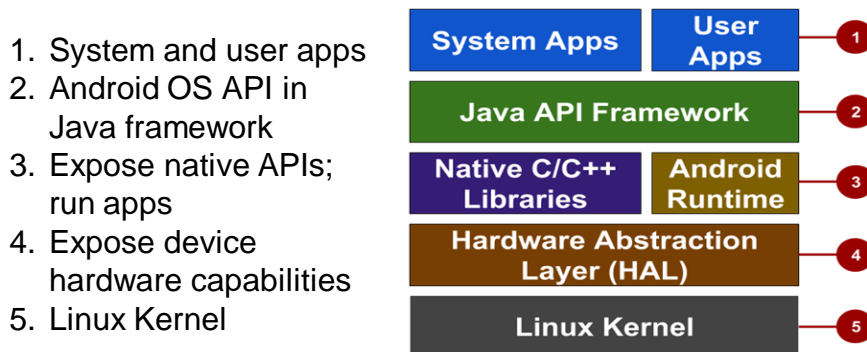 1. System and user apps
2. Android OS API in
Java framework
3. Expose native APIs;
run apps
4. Expose device
hardware capabilities
5. Linux Kernel
System Apps
User
Apps
1
Java API Framework
2
Native C/C++
Libraries
Android
Runtime
3
Hardware Abstraction
Layer (HAL)
4
Linux Kernel
5